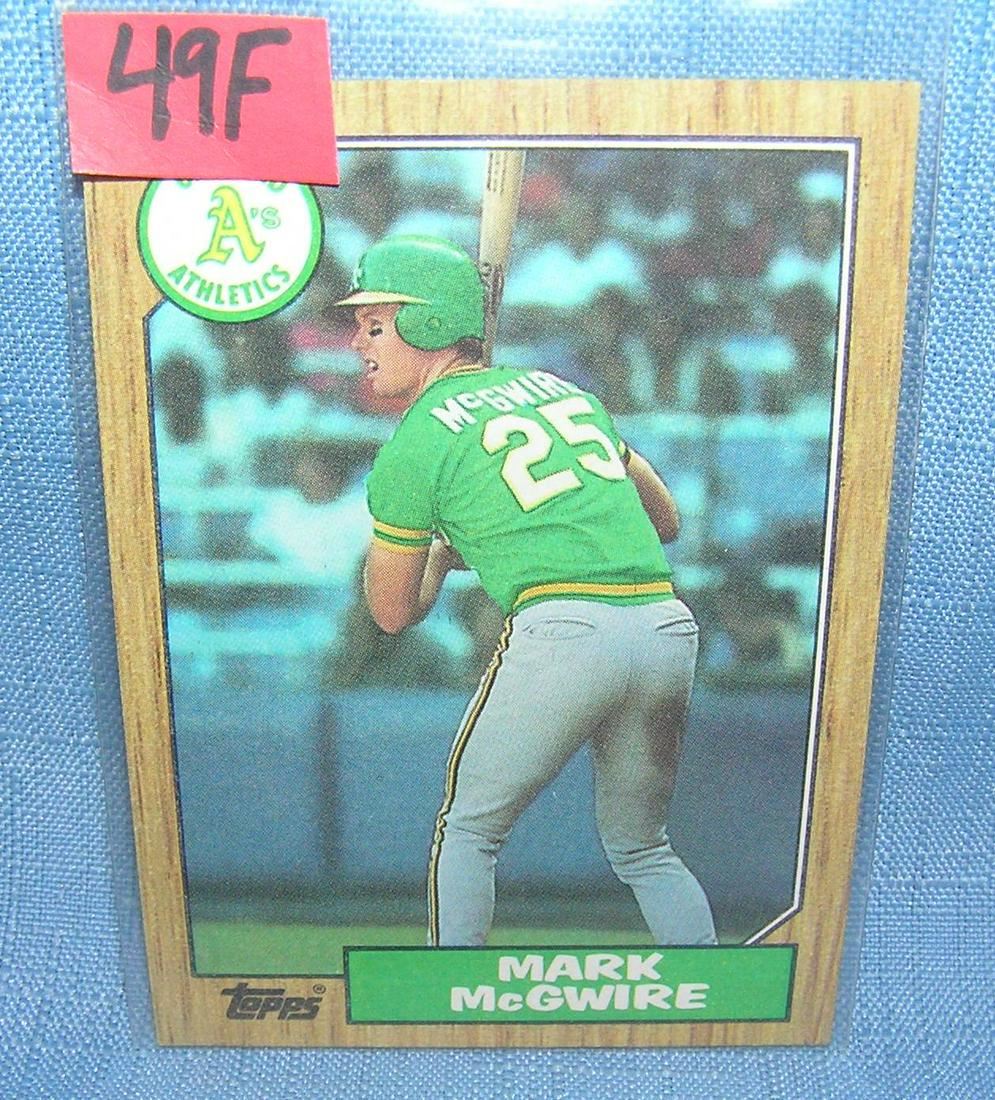 49F
A's
ATHLETICS
McGWIRE
25
topps®
MARK
McGWIRE